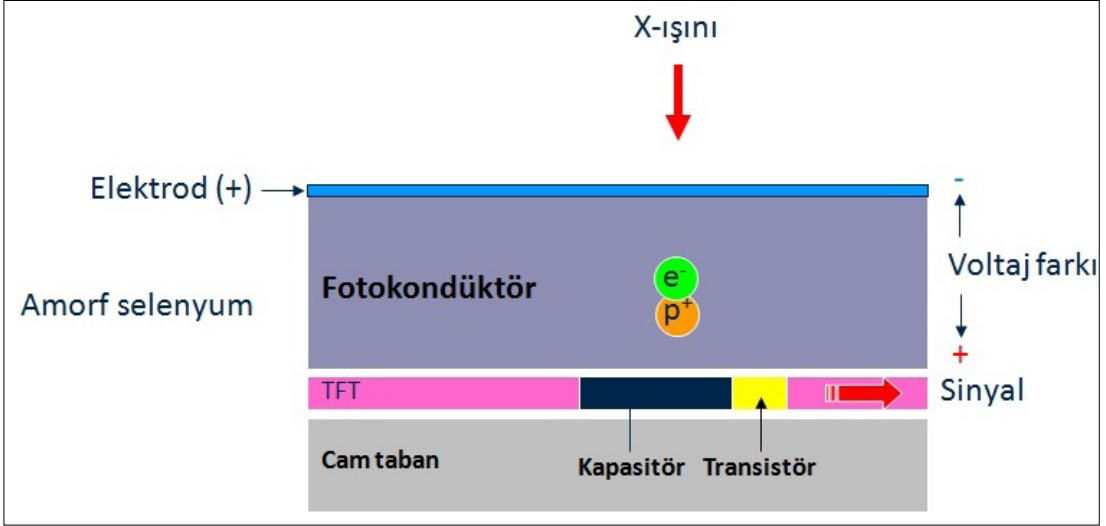 X-ışını
Elektrod (+)
-
Fotokondüktör
e-
p+
Voltaj farkı
Amorf selenyum
+
TFT
Sinyal
Cam taban
Kapasitör
Transistör